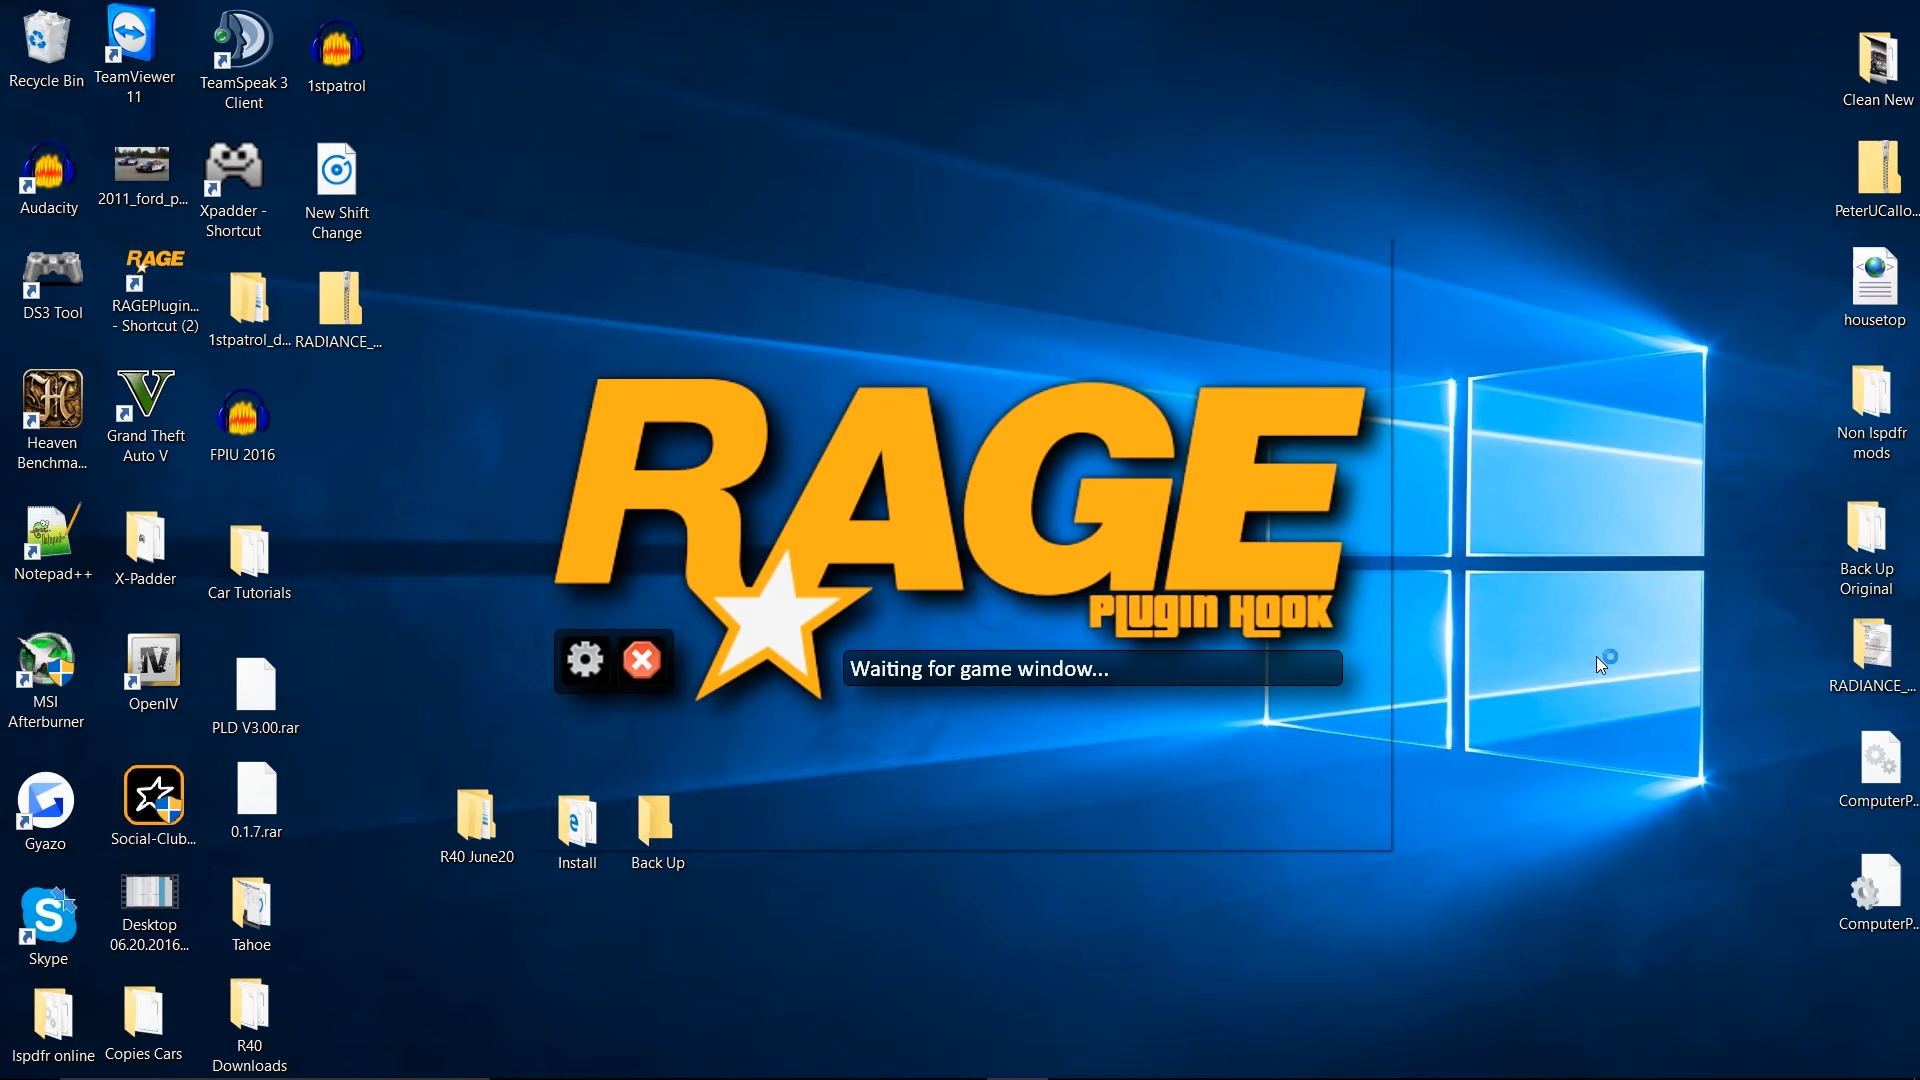 Recycle Bin
TeamViewer
11
TeamSpeak 3
Client
1stpatrol
Audacity
2011_ford_p...
Xpadder -
Shortcut
New Shift
Change
DS3 Tool
RAGE
RAGEPlugin...
- Shortcut (2)
1stpatrol_d...
RADIANCE_...
Heaven
Benchma...
Grand Theft
Auto V
FPIU 2016
Notepad++
X-Padder
Car Tutorials
MSI
Afterburner
OpenIV
PLD V3.00.rar
Gyazo
Social-Club...
0.1.7.rar
Skype
Desktop
06.20.2016...
Tahoe
lspdfr online
Copies Cars
R40
Downloads
RAGE
PLUGIN HOOK
Waiting for game window...
R40 June20
Install
Back Up
Clean New
PeterUCallo...
housetop
Non lspdfr
mods
Back Up
Original
RADIANCE_...
ComputerP...
ComputerP...